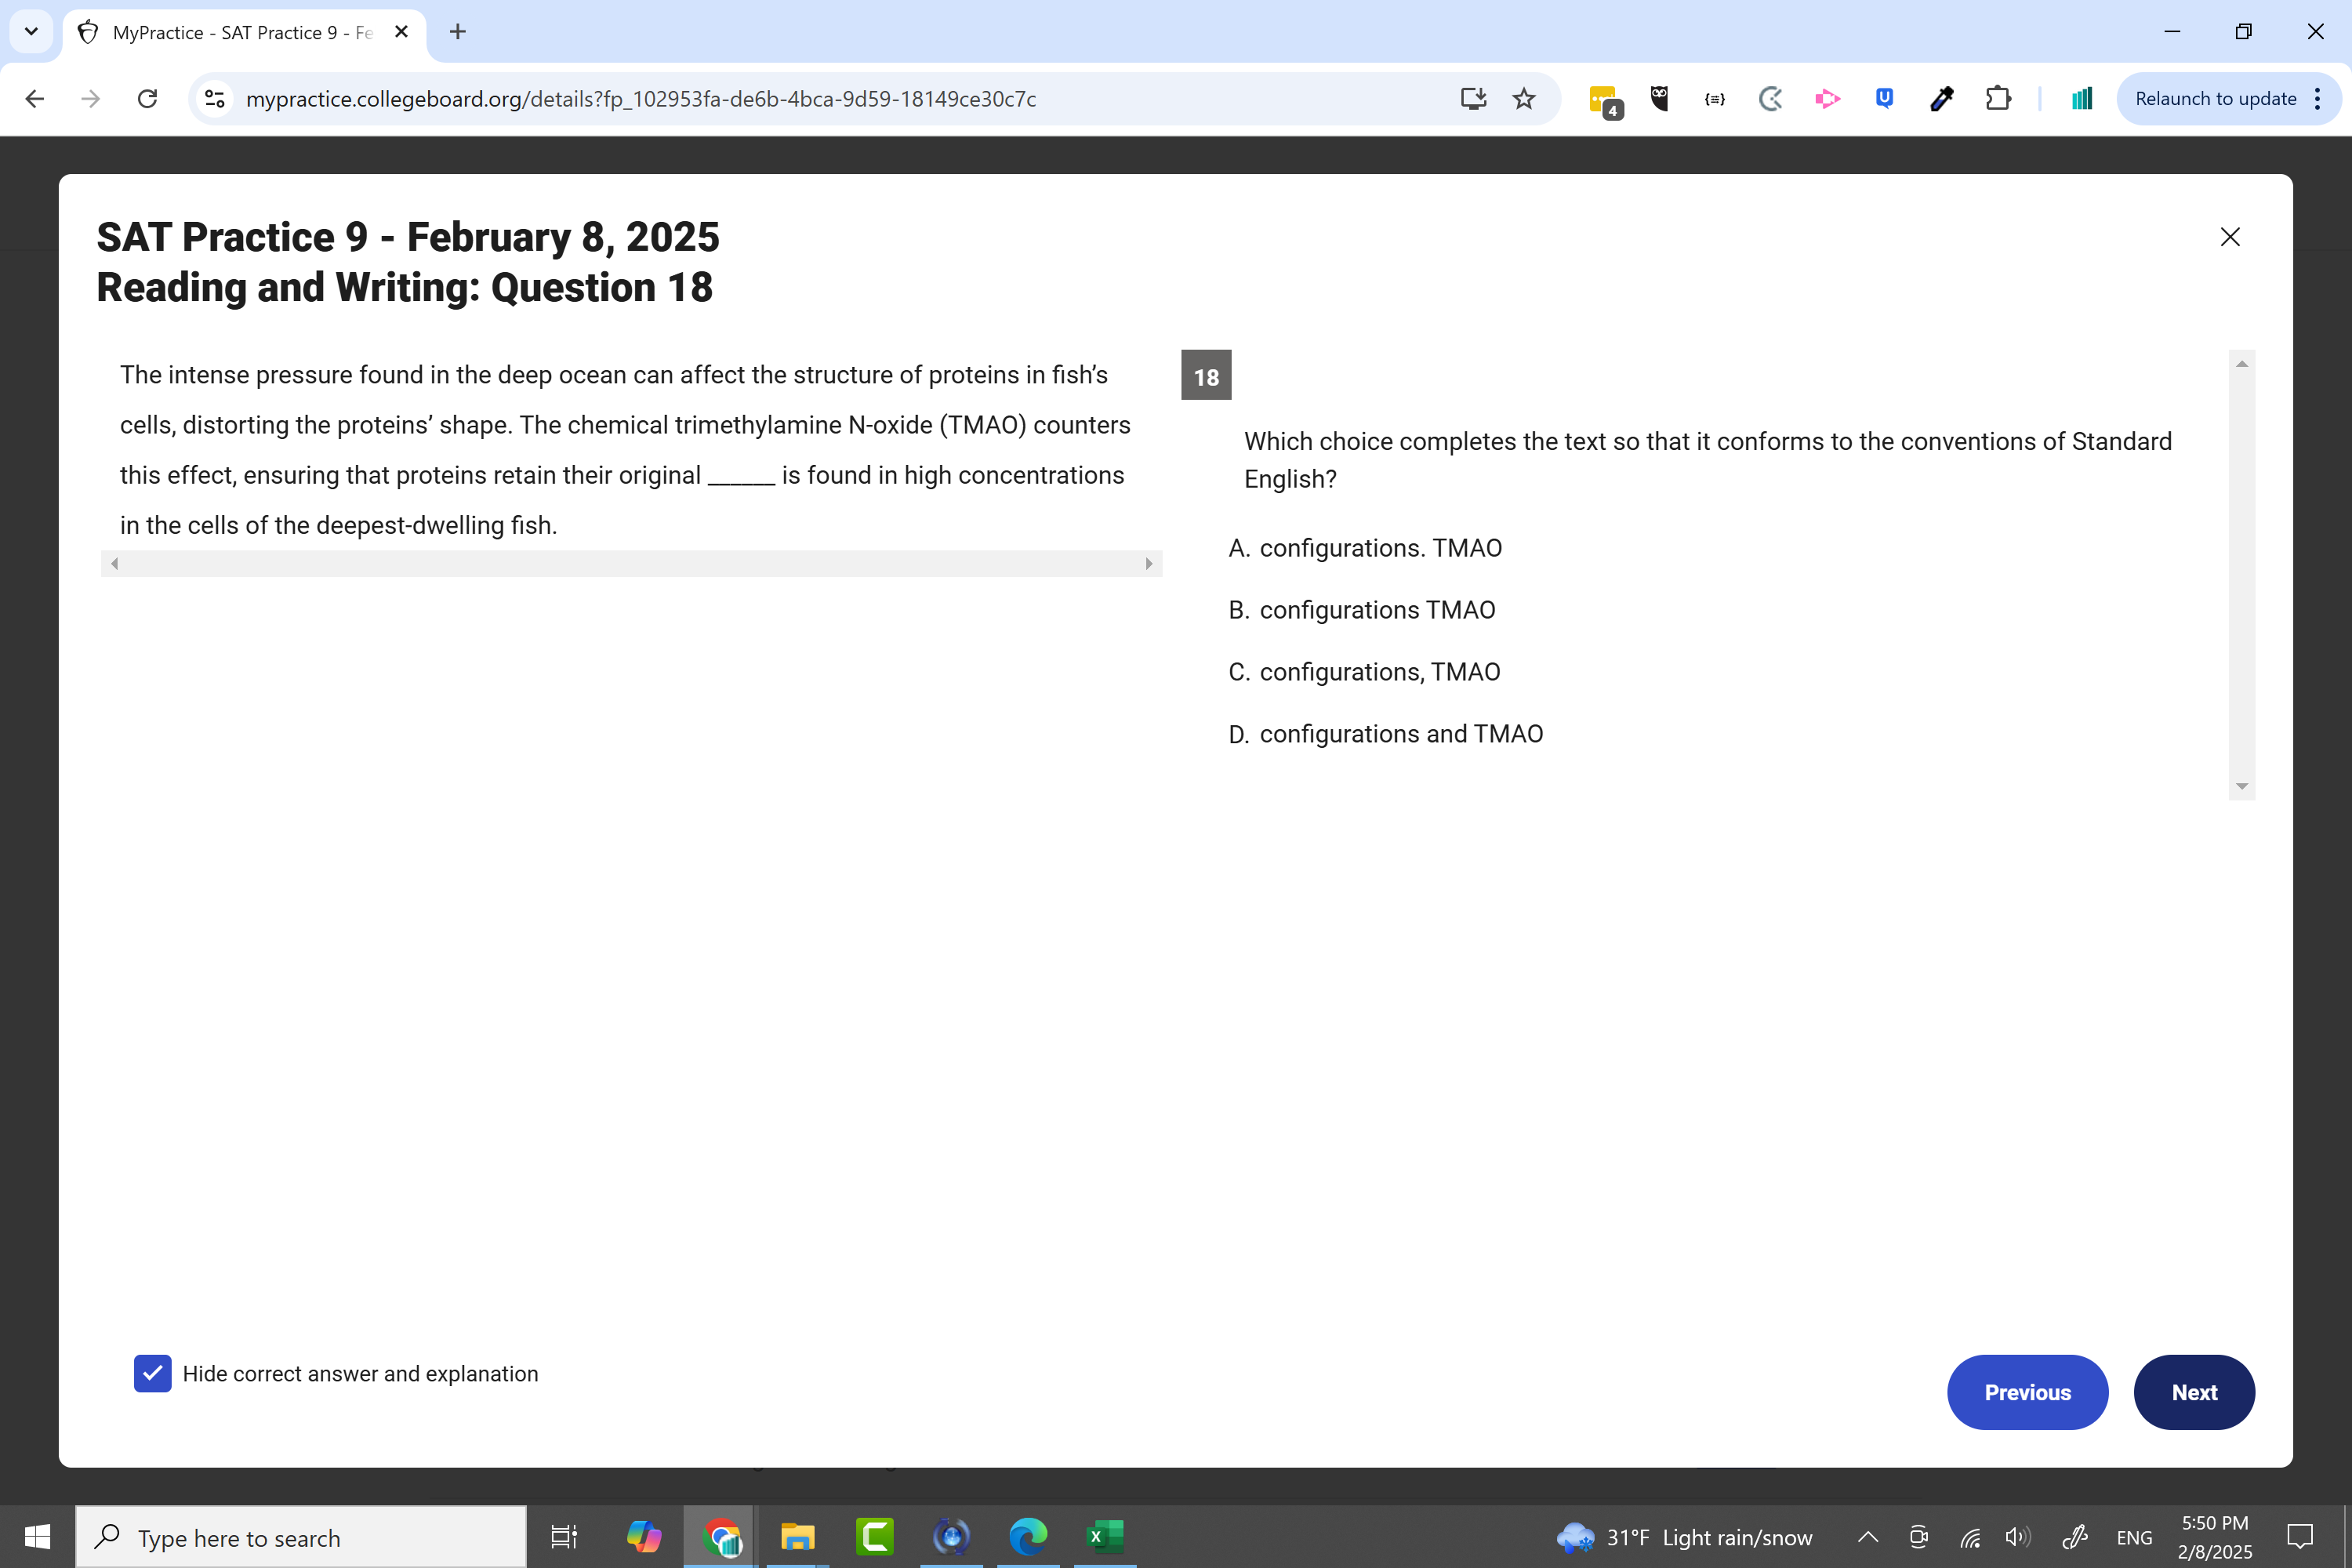 MyPractice - SAT Practice 9 - Fe
mypractice.collegeboard.org/details?fp_102953fa-de6b-4bca-9d59-18149ce30c7c
4
Relaunch to update
SAT Practice 9 - February 8, 2025
Reading and Writing: Question 18
The intense pressure found in the deep ocean can affect the structure of proteins in fish’s
cells, distorting the proteins’ shape. The chemical trimethylamine N-oxide (TMAO) counters
this effect, ensuring that proteins retain their original ______ is found in high concentrations
in the cells of the deepest-dwelling fish.
18
Which choice completes the text so that it conforms to the conventions of Standard
English?
A. configurations. TMAO
B. configurations TMAO
C. configurations, TMAO
D. configurations and TMAO
Hide correct answer and explanation
Previous
Next
Type here to search
31°F Light rain/snow
ENG
5:50 PM
2/8/2025